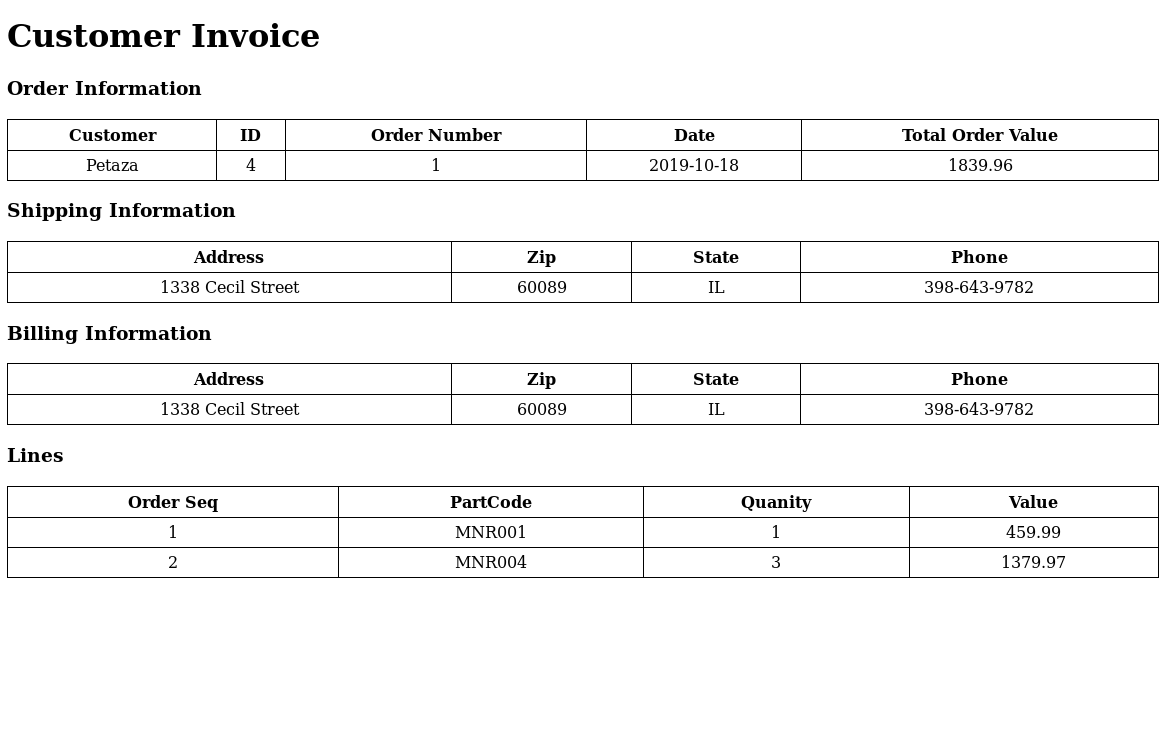 Customer Invoice
Order Information
Customer ID Order Number Date Total Order Value
Petaza 4 1 2019-10-18 1839.96
Shipping Information
Address Zip State Phone
1338 Cecil Street 60089 IL 398-643-9782
Billing Information
Address Zip State Phone
1338 Cecil Street 60089 IL 398-643-9782
Lines
Order Seq PartCode Quanity Value
1 MNR001 1 459.99
2 MNR004 3 1379.97